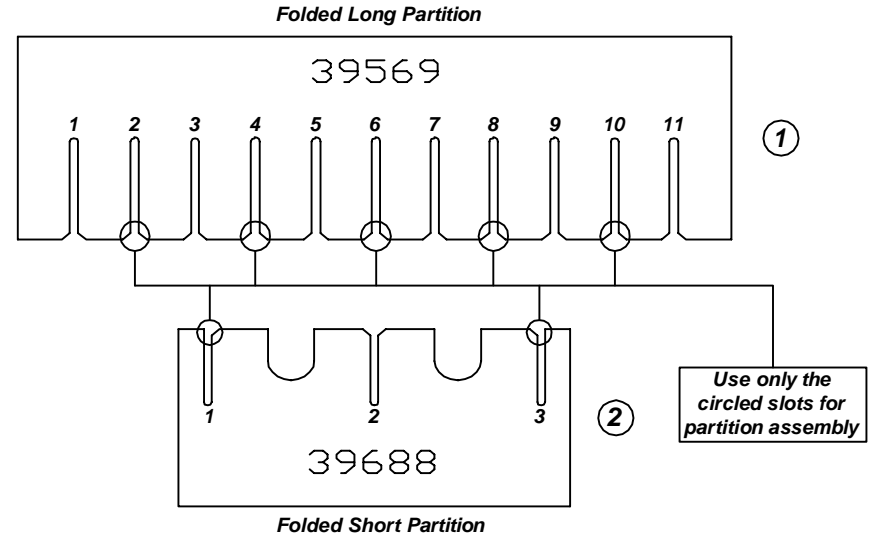 Folded Long Partition
39569
1 2 3 4 5 6 7 8 9 10 11
1
Use only the
circled slots for
partition assembly
1 2 3
2
39688
Folded Short Partition